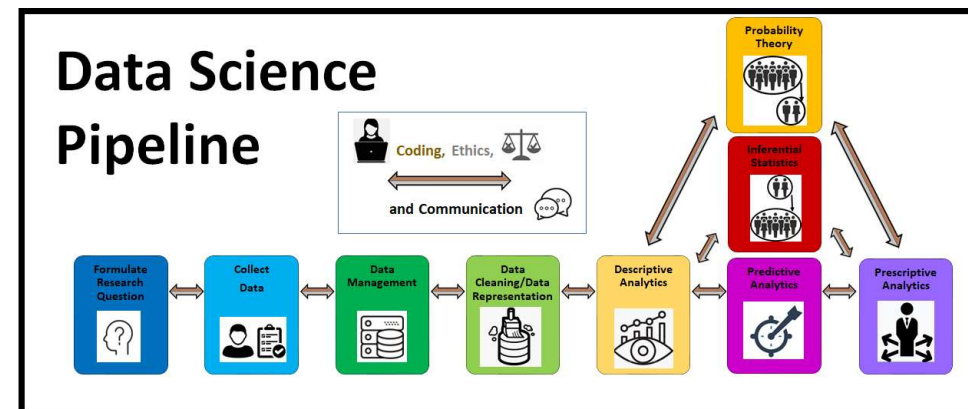 Data Science
Pipeline
Coding, Ethics,
and Communication
Probability
Theory
Inferential
Statistics
Formulate
Research
Question
Collect
Data
Data
Management
Data
Cleaning/Data
Representation
Descriptive
Analytics
Predictive
Analytics
Prescriptive
Analytics